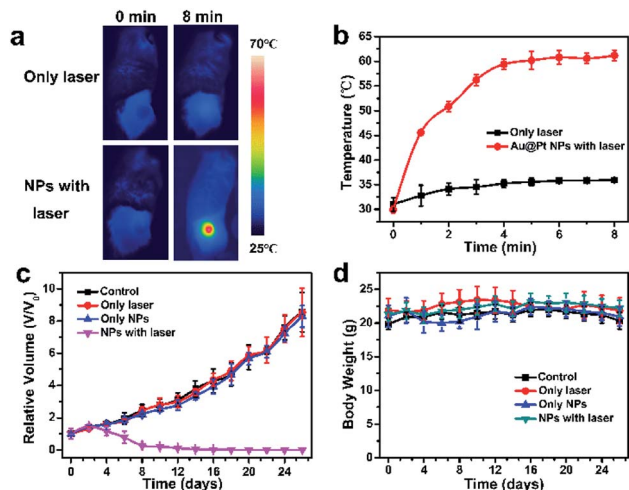 a
0 min 8 min
Only laser
NPs with
laser
70℃
25℃
b
Temperature (℃)
65
60
55
50
45
40
35
30
Only laser
Au@Pt NPs with laser
0 1 2 3 4 5 6 7 8
Time (min)
c
Relative Volume (V/V₀)
10
8
6
4
2
0
Control
Only laser
Only NPs
NPs with laser
0 4 8 12 16 20 24
Time (days)
d
Body Weight (g)
30
25
20
15
10
5
0
Control
Only laser
Only NPs
NPs with laser
0 4 8 12 16 20 24
Time (days)